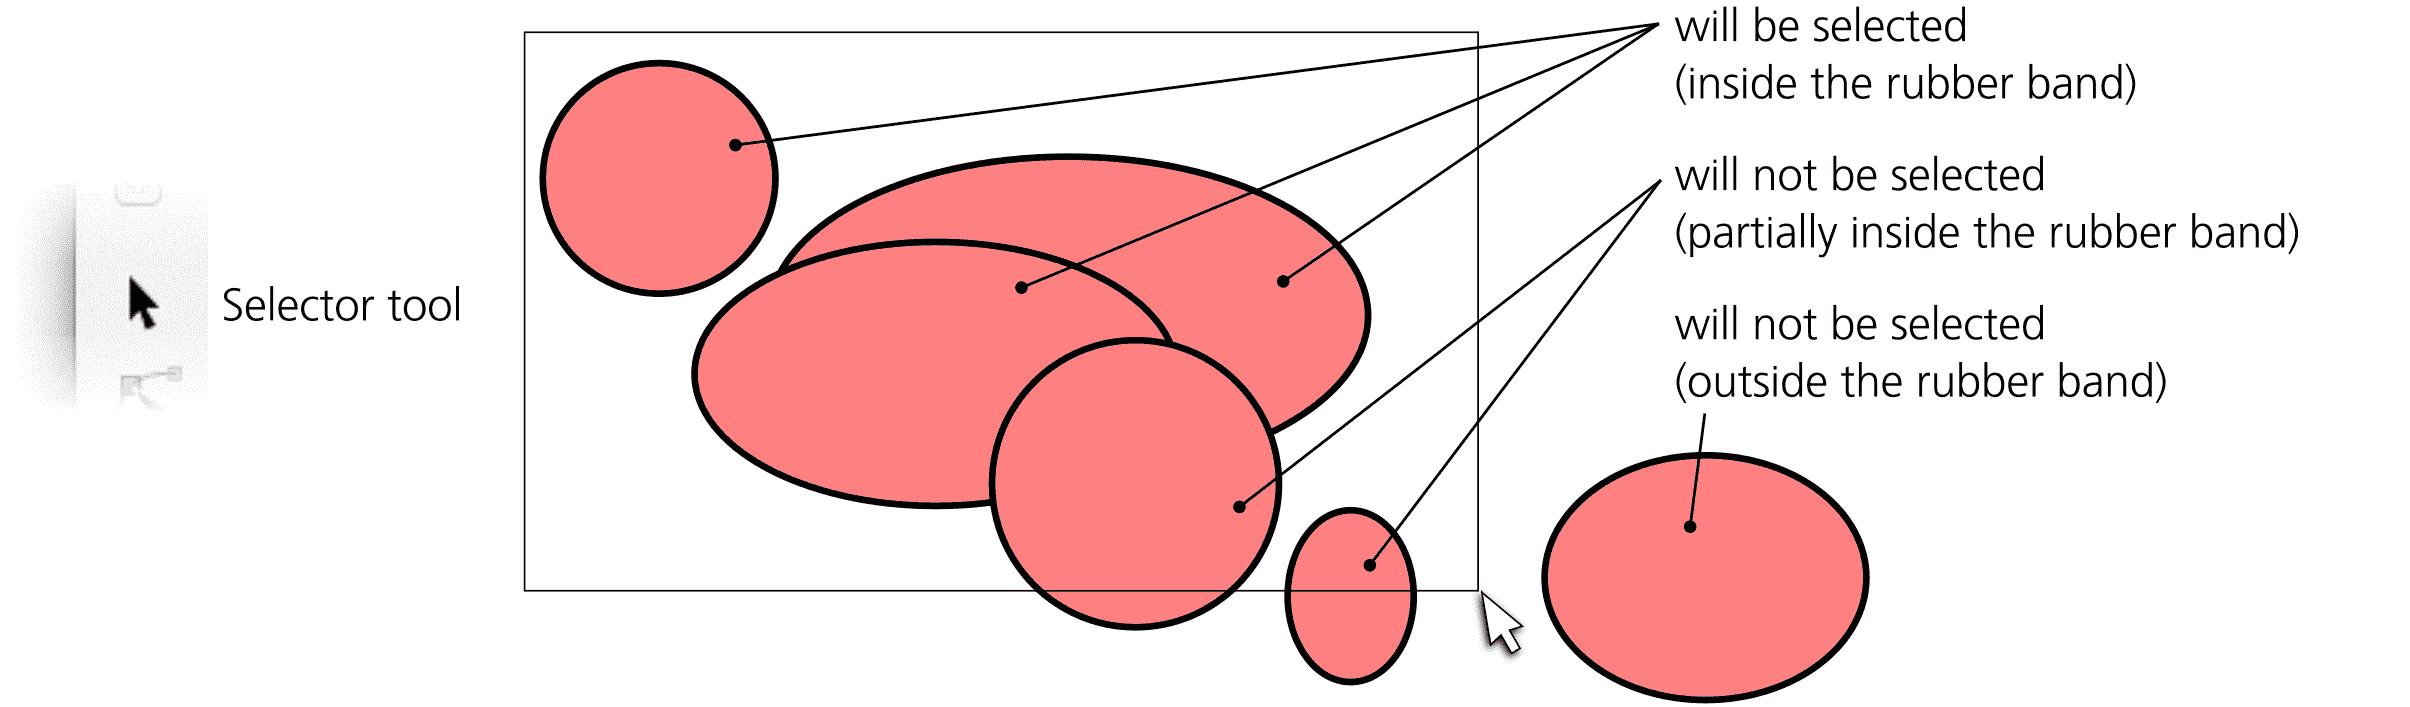 will be selected
(inside the rubber band)
will not be selected
(partially inside the rubber band)
Selector tool
will not be selected
(outside the rubber band)